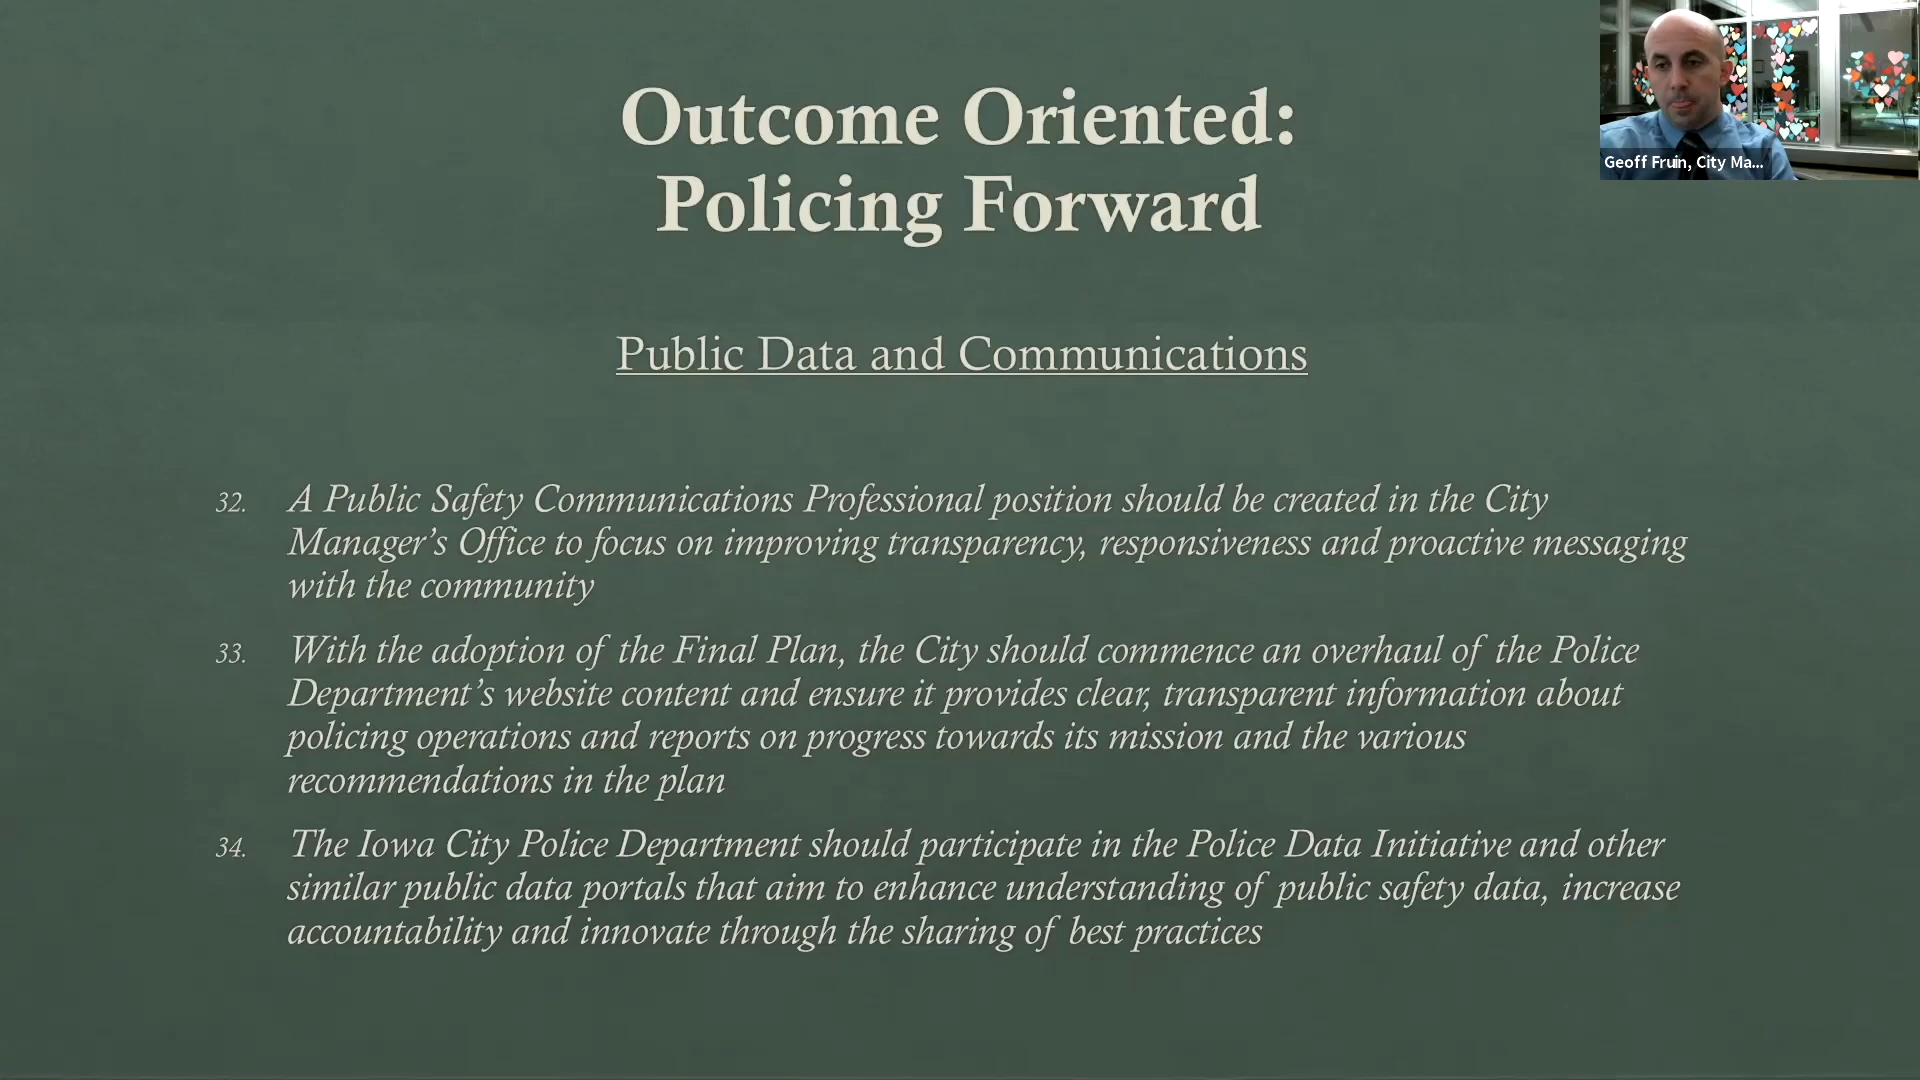 Outcome Oriented:
Policing Forward
Geoff Fruin, City Ma...
Public Data and Communications
32. A Public Safety Communications Professional position should be created in the City
Manager’s Office to focus on improving transparency, responsiveness and proactive messaging
with the community
33. With the adoption of the Final Plan, the City should commence an overhaul of the Police
Department’s website content and ensure it provides clear, transparent information about
policing operations and reports on progress towards its mission and the various
recommendations in the plan
34. The Iowa City Police Department should participate in the Police Data Initiative and other
similar public data portals that aim to enhance understanding of public safety data, increase
accountability and innovate through the sharing of best practices